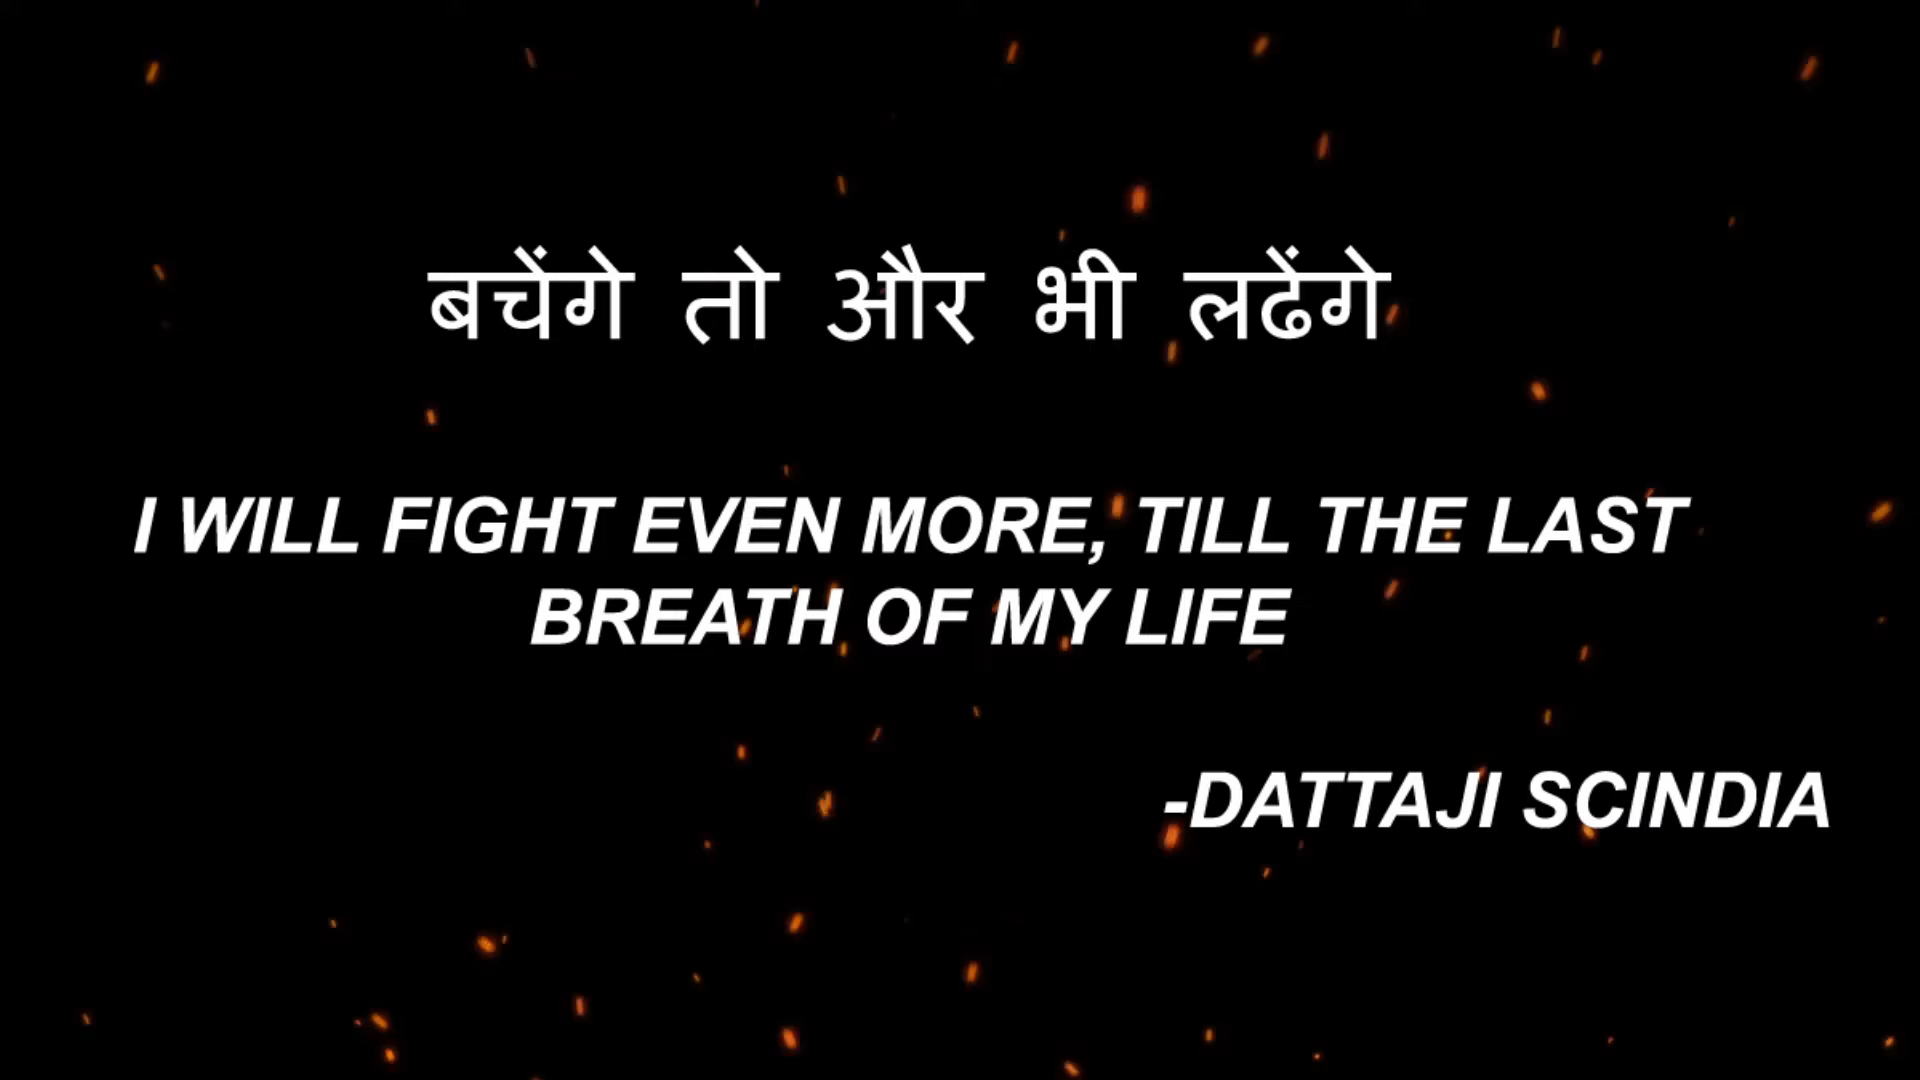 बचेंगे तो और भी लढेंगे
I WILL FIGHT EVEN MORE, TILL THE LAST
BREATH OF MY LIFE
-DATTAJI SCINDIA